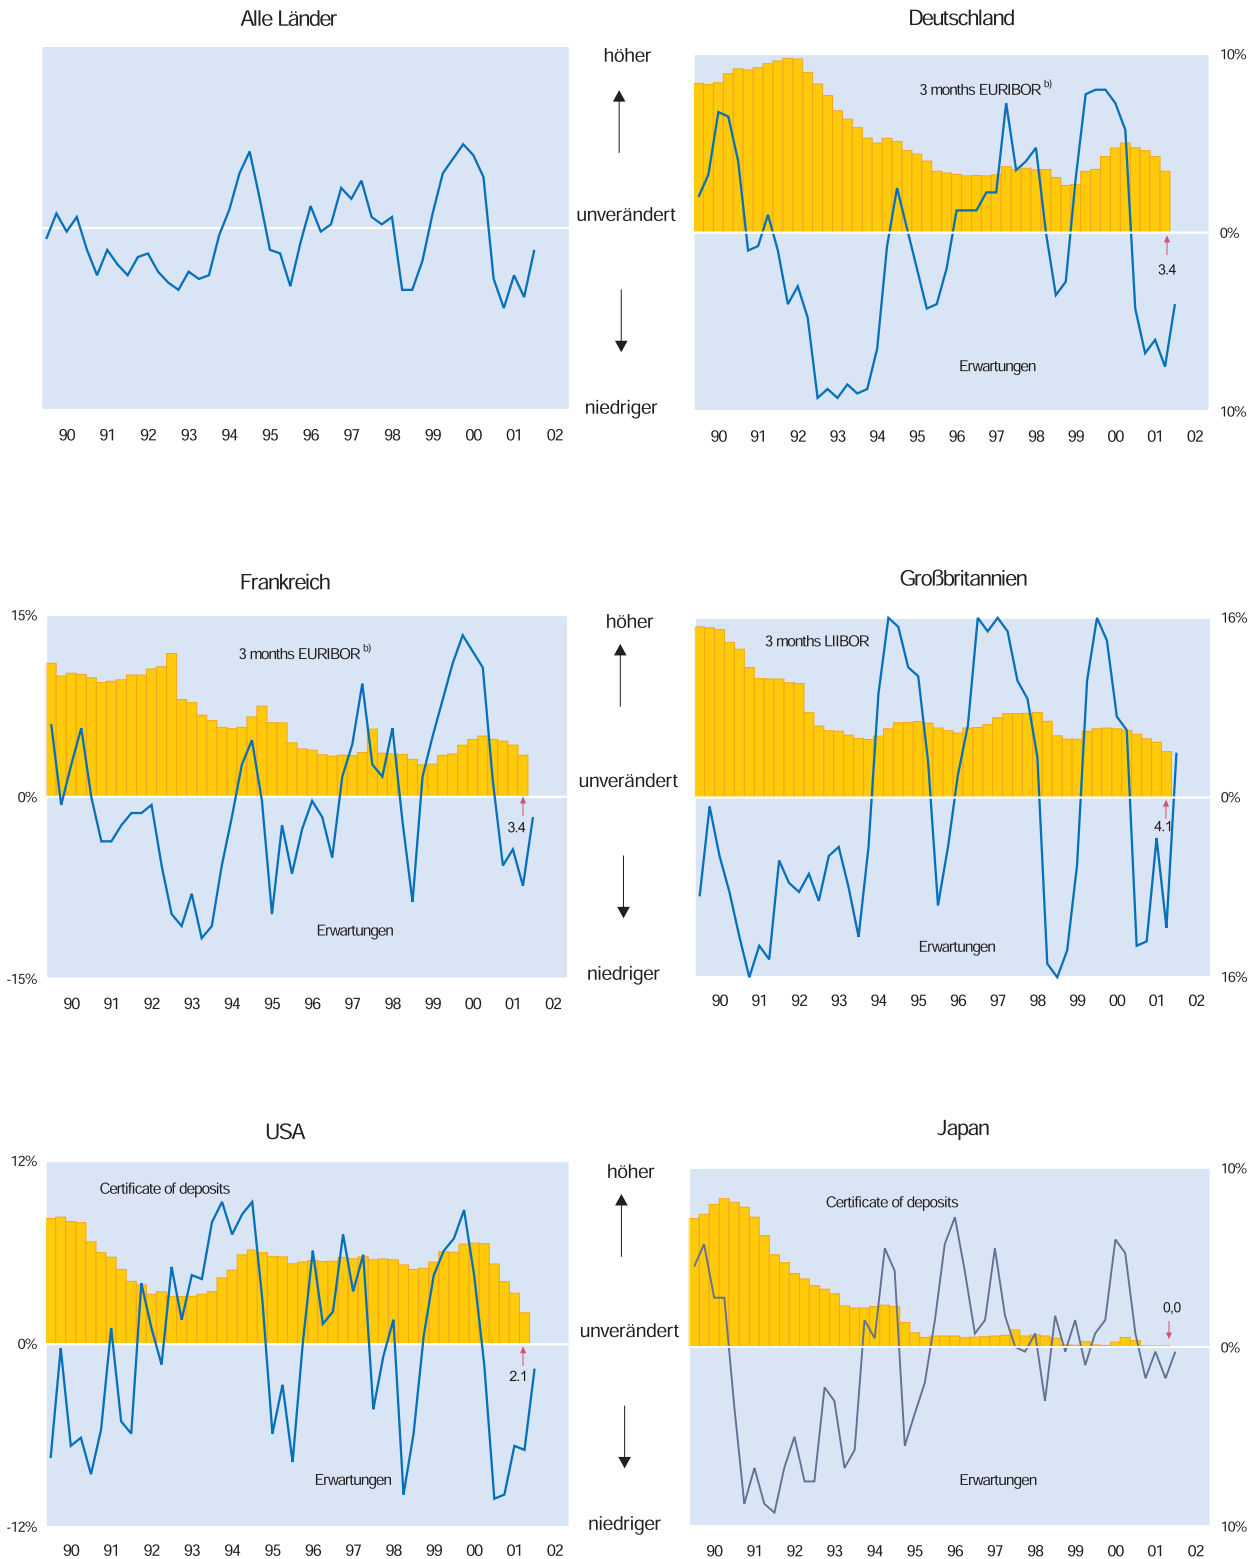 Alle Länder
höher
unverändert
niedriger
90 91 92 93 94 95 96 97 98 99 00 01 02
Deutschland
10%
3 months EURIBOR b)
0%
3.4
Erwartungen
10%
90 91 92 93 94 95 96 97 98 99 00 01 02
Frankreich
15%
3 months EURIBOR b)
0%
3.4
Erwartungen
-15%
90 91 92 93 94 95 96 97 98 99 00 01 02
höher
unverändert
niedriger
Großbritannien
16%
3 months LIIBOR
0%
4.1
Erwartungen
16%
90 91 92 93 94 95 96 97 98 99 00 01 02
USA
12%
Certificate of deposits
0%
2.1
Erwartungen
-12%
90 91 92 93 94 95 96 97 98 99 00 01 02
höher
unverändert
niedriger
Japan
10%
Certificate of deposits
0,0
0%
Erwartungen
10%
90 91 92 93 94 95 96 97 98 99 00 01 02